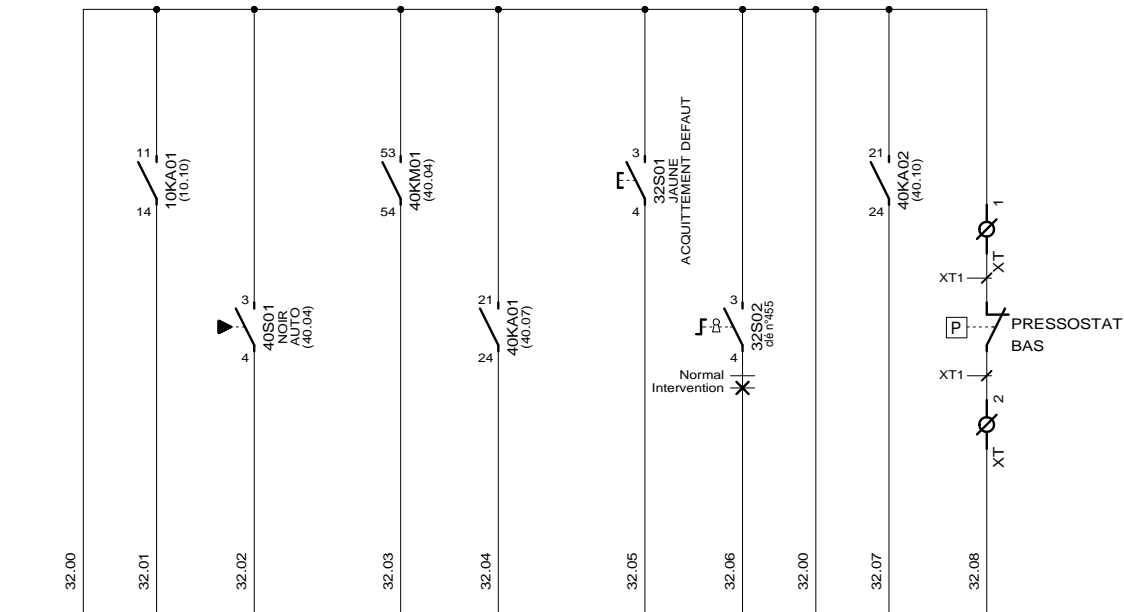 11
10KA01
(10.10)
14
3
40S01
NOIR
AUTO
(40.04)
4
53
40KM01
(40.04)
54
21
40KA01
(40.07)
24
3
32S01
JAUNE
ACQUITTEMENT DEFAUT
4
3
32S02
clé n°455
4
Normal
Intervention
21
40KA02
(40.10)
24
1
XT
XT1
P
PRESSOSTAT
BAS
XT1
2
XT
32.00
32.01
32.02
32.03
32.04
32.05
32.06
32.00
32.07
32.08